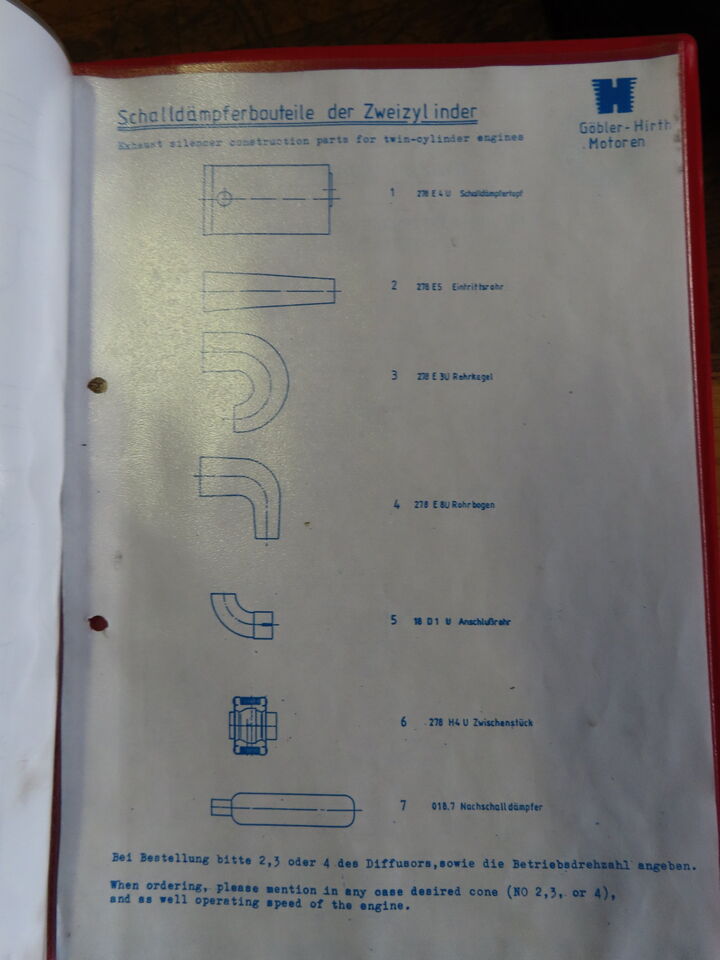 Schalldämpferbauteile der Zweizylinder
Exhaust silencer construction parts for twin-cylinder engines
H
Göbler-Hirth
Motoren
1 278 E 4 U Schalldämpfertopf
2 278 E5 Eintrittsrohr
3 278 E 3U Rohrkegel
4 278 E 8U Rohrbogen
5 18 D1 U Anschlußrohr
6 278 H4 U Zwischenstück
7 018.7 Nachschalldämpfer
Bei Bestellung bitte 2,3 oder 4 des Diffusors,sowie die Betriebsdrehzahl angeben.
When ordering, please mention in any case desired cone (NO 2,3, or 4),
and as well operating speed of the engine.